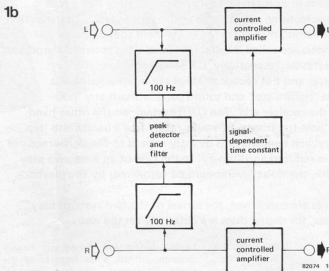 1b
current
controlled
amplifier
L
L
100 Hz
peak
detector
and
filter
signal-
dependent
time constant
100 Hz
current
controlled
amplifier
R
R
82074 1